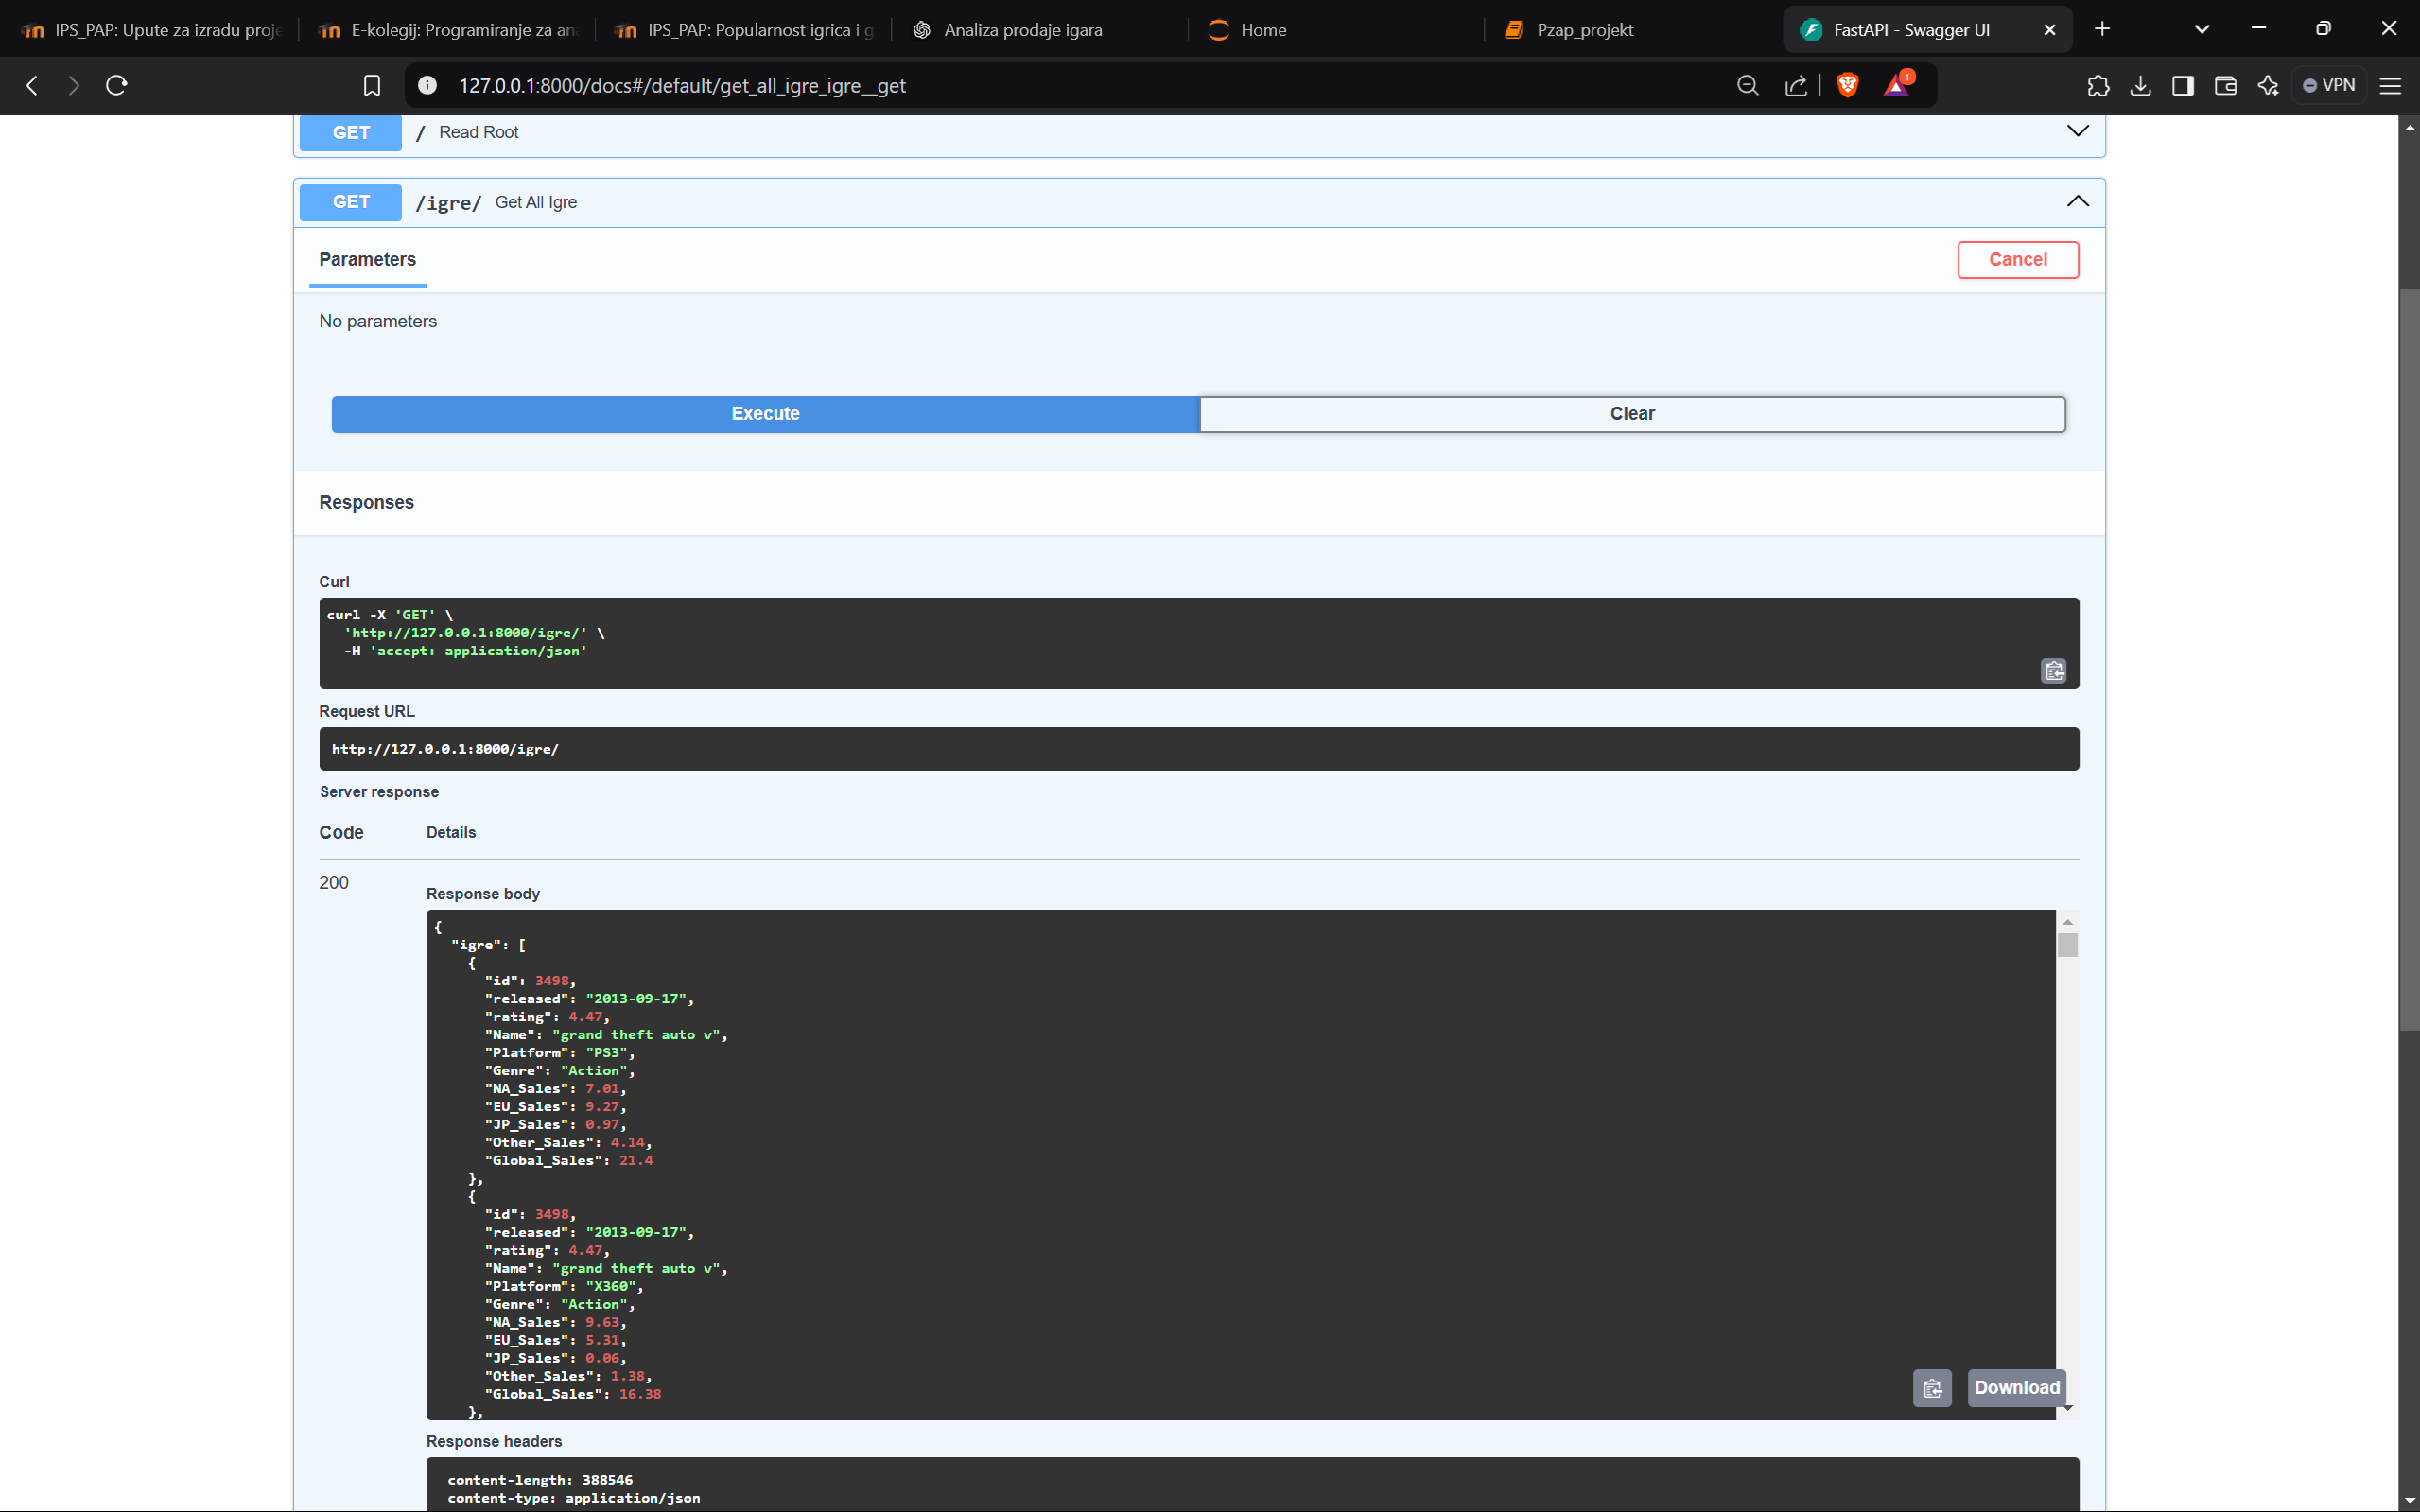 IPS_PAP: Upute za izradu proje
E-kolegij: Programiranje za an
IPS_PAP: Popularnost igrica i g
Analiza prodaje igara
Home
Pzap_projekt
FastAPI - Swagger UI
127.0.0.1:8000/docs#/default/get_all_igre_igre__get
1
VPN
GET / Read Root
GET /igre/ Get All Igre
Parameters
Cancel
No parameters
Execute
Clear
Responses
Curl
curl -X 'GET' \
'http://127.0.0.1:8000/igre/' \
-H 'accept: application/json'
Request URL
http://127.0.0.1:8000/igre/
Server response
Code Details
200
Response body
{
"igre": [
{
"id": 3498,
"released": "2013-09-17",
"rating": 4.47,
"Name": "grand theft auto v",
"Platform": "PS3",
"Genre": "Action",
"NA_Sales": 7.01,
"EU_Sales": 9.27,
"JP_Sales": 0.97,
"Other_Sales": 4.14,
"Global_Sales": 21.4
},
{
"id": 3498,
"released": "2013-09-17",
"rating": 4.47,
"Name": "grand theft auto v",
"Platform": "X360",
"Genre": "Action",
"NA_Sales": 9.63,
"EU_Sales": 5.31,
"JP_Sales": 0.06,
"Other_Sales": 1.38,
"Global_Sales": 16.38
},
Download
Response headers
content-length: 388546
content-type: application/json